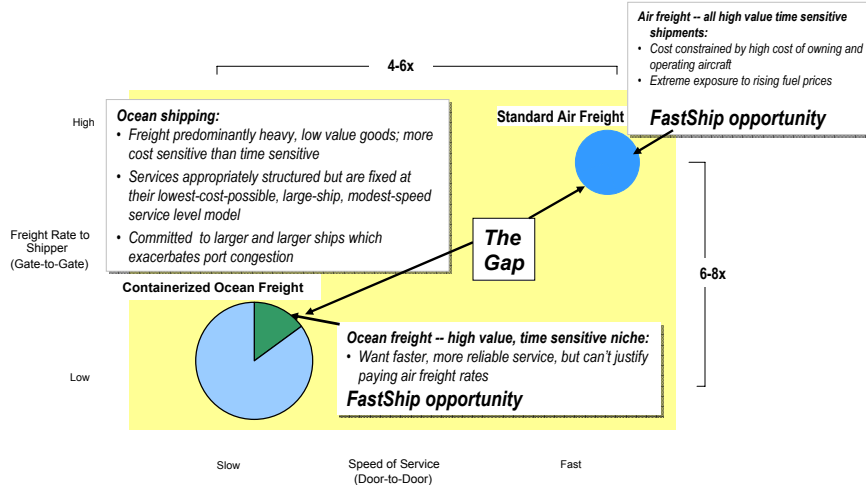 Air freight -- all high value time sensitive
shipments:
• Cost constrained by high cost of owning and
operating aircraft
• Extreme exposure to rising fuel prices
FastShip opportunity
4-6x
High
Ocean shipping:
• Freight predominantly heavy, low value goods; more
cost sensitive than time sensitive
• Services appropriately structured but are fixed at
their lowest-cost-possible, large-ship, modest-speed
service level model
• Committed to larger and larger ships which
exacerbates port congestion
Standard Air Freight
Freight Rate to
Shipper
(Gate-to-Gate)
The
Gap
6-8x
Containerized Ocean Freight
Ocean freight -- high value, time sensitive niche:
• Want faster, more reliable service, but can't justify
paying air freight rates
FastShip opportunity
Low
Slow
Speed of Service
(Door-to-Door)
Fast